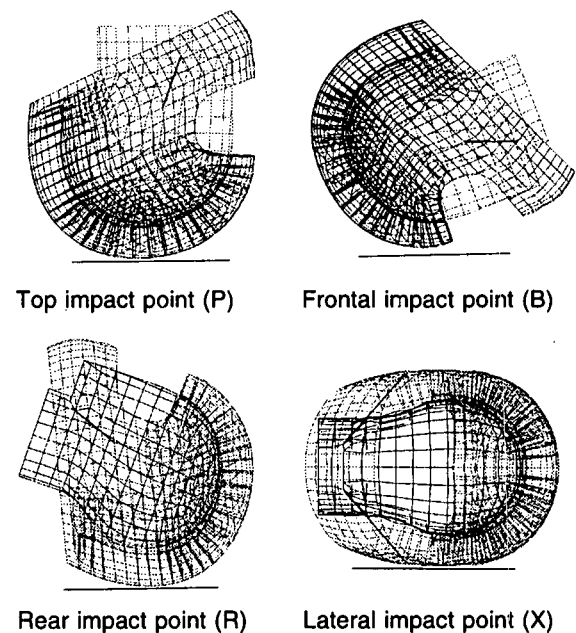 Top impact point (P)
Frontal impact point (B)
Rear impact point (R)
Lateral impact point (X)